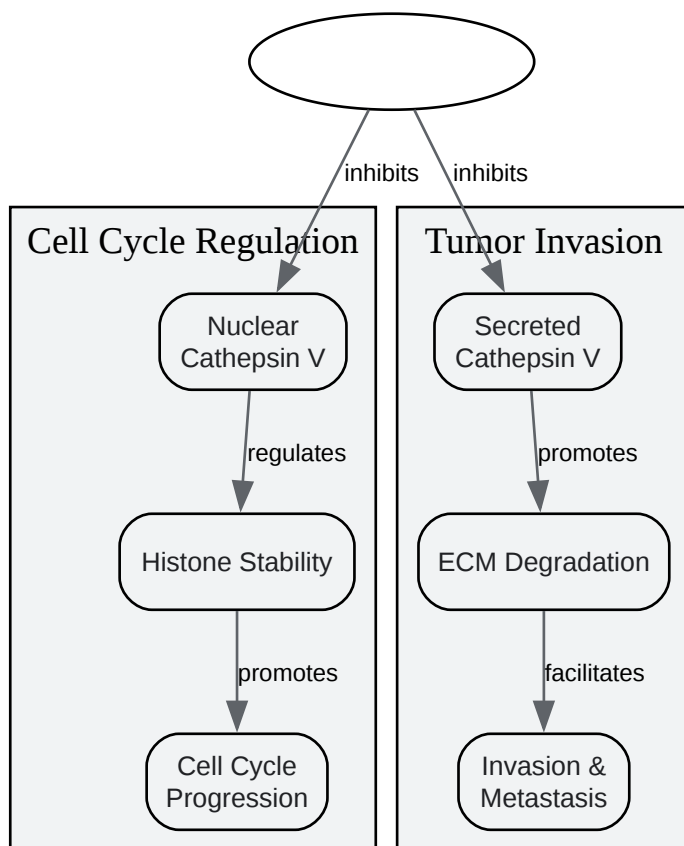 inhibits
inhibits
Cell Cycle Regulation
Tumor Invasion
Nuclear
Cathepsin V
Secreted
Cathepsin V
regulates
promotes
Histone Stability
ECM Degradation
promotes
facilitates
Cell Cycle
Progression
Invasion &
Metastasis